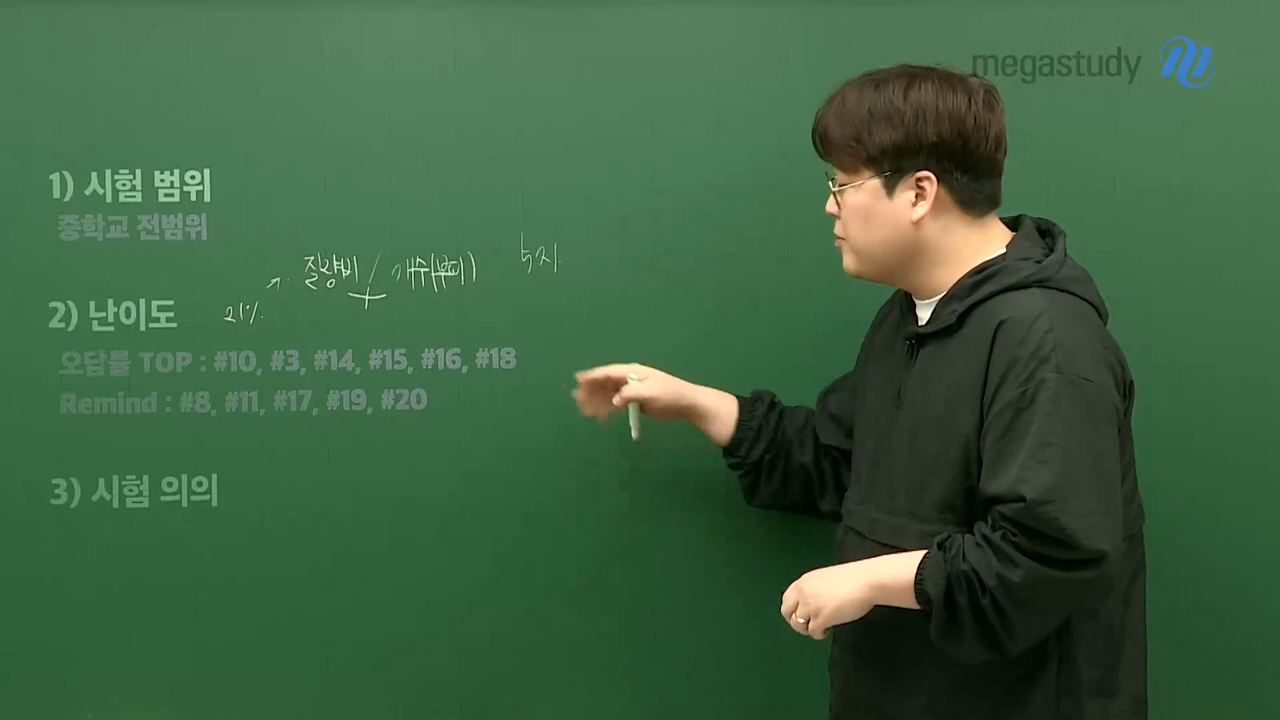 megastudy
1) 시험 범위
중학교 전범위
질량비 / 개수(부피)
21%.
2) 난이도
오답률 TOP : #10, #3, #14, #15, #16, #18
Remind : #8, #11, #17, #19, #20
3) 시험 의의